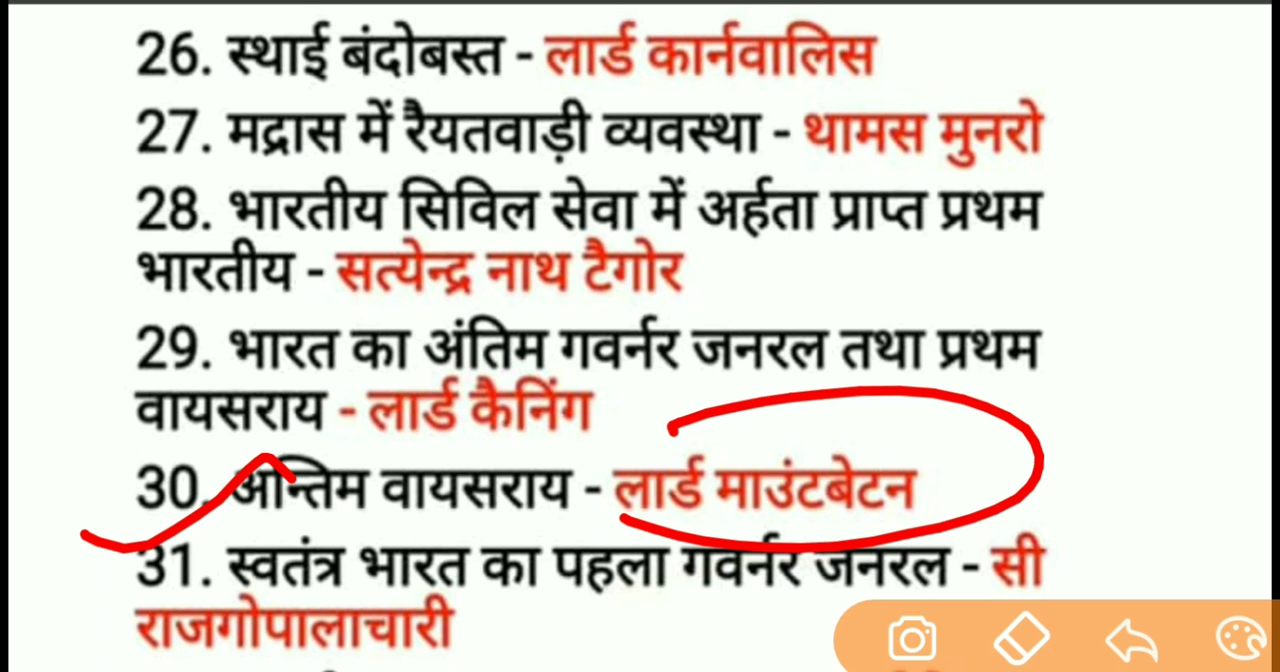 26. स्थाई बंदोबस्त - लार्ड कार्नवालिस
27. मद्रास में रैयतवाड़ी व्यवस्था - थामस मुनरो
28. भारतीय सिविल सेवा में अर्हता प्राप्त प्रथम
भारतीय - सत्येन्द्र नाथ टैगोर
29. भारत का अंतिम गवर्नर जनरल तथा प्रथम
वायसराय - लार्ड कैनिंग
30. अन्तिम वायसराय - लार्ड माउंटबेटन
31. स्वतंत्र भारत का पहला गवर्नर जनरल - सी
राजगोपालाचारी